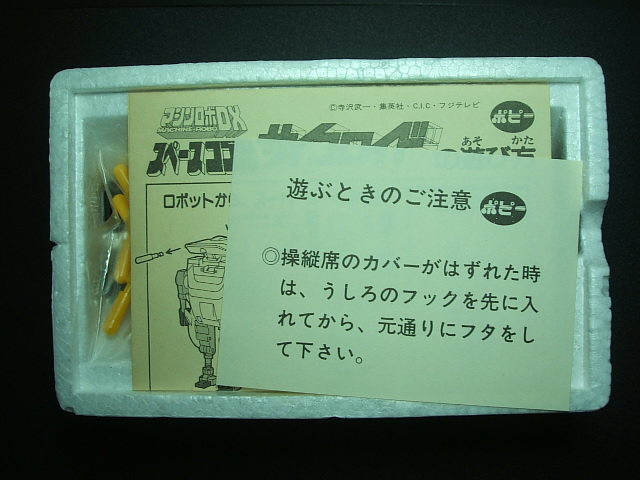 マシンロボDX
MACHINE-ROBO
©寺沢武一・集英社・C.I.C・フジテレビ
ポピー
スペースコブ
あそ かた
の遊び方
ロボットか
遊ぶときのご注意 ポピー
◎操縦席のカバーがはずれた時
は、うしろのフックを先に入
れてから、元通りにフタをし
て下さい。